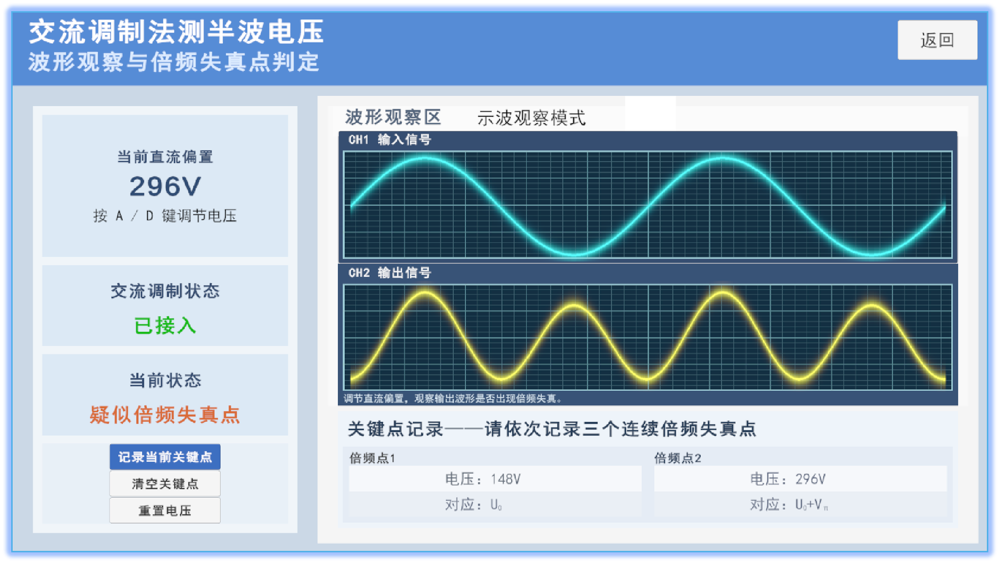 交流调制法测半波电压
波形观察与倍频失真点判定
返回
当前直流偏置
296V
按 A / D 键调节电压
交流调制状态
已接入
当前状态
疑似倍频失真点
记录当前关键点
清空关键点
重置电压
波形观察区
示波观察模式
CH1 输入信号
CH2 输出信号
调节直流偏置，观察输出波形是否出现倍频失真。
关键点记录——请依次记录三个连续倍频失真点
倍频点1
电压：148V
对应：U₀
倍频点2
电压：296V
对应：U₀+Vπ